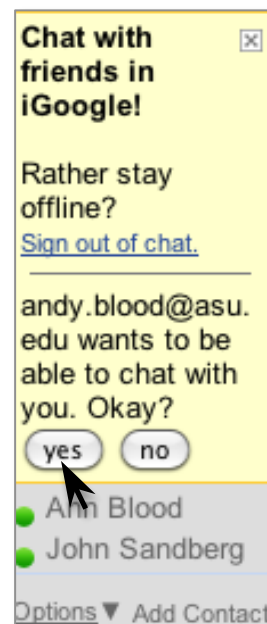 Chat with
friends in
iGoogle!
Rather stay
offline?
Sign out of chat.
andy.blood@asu.
edu wants to be
able to chat with
you. Okay?
yes no
Ann Blood
John Sandberg
Options▼ Add Contact